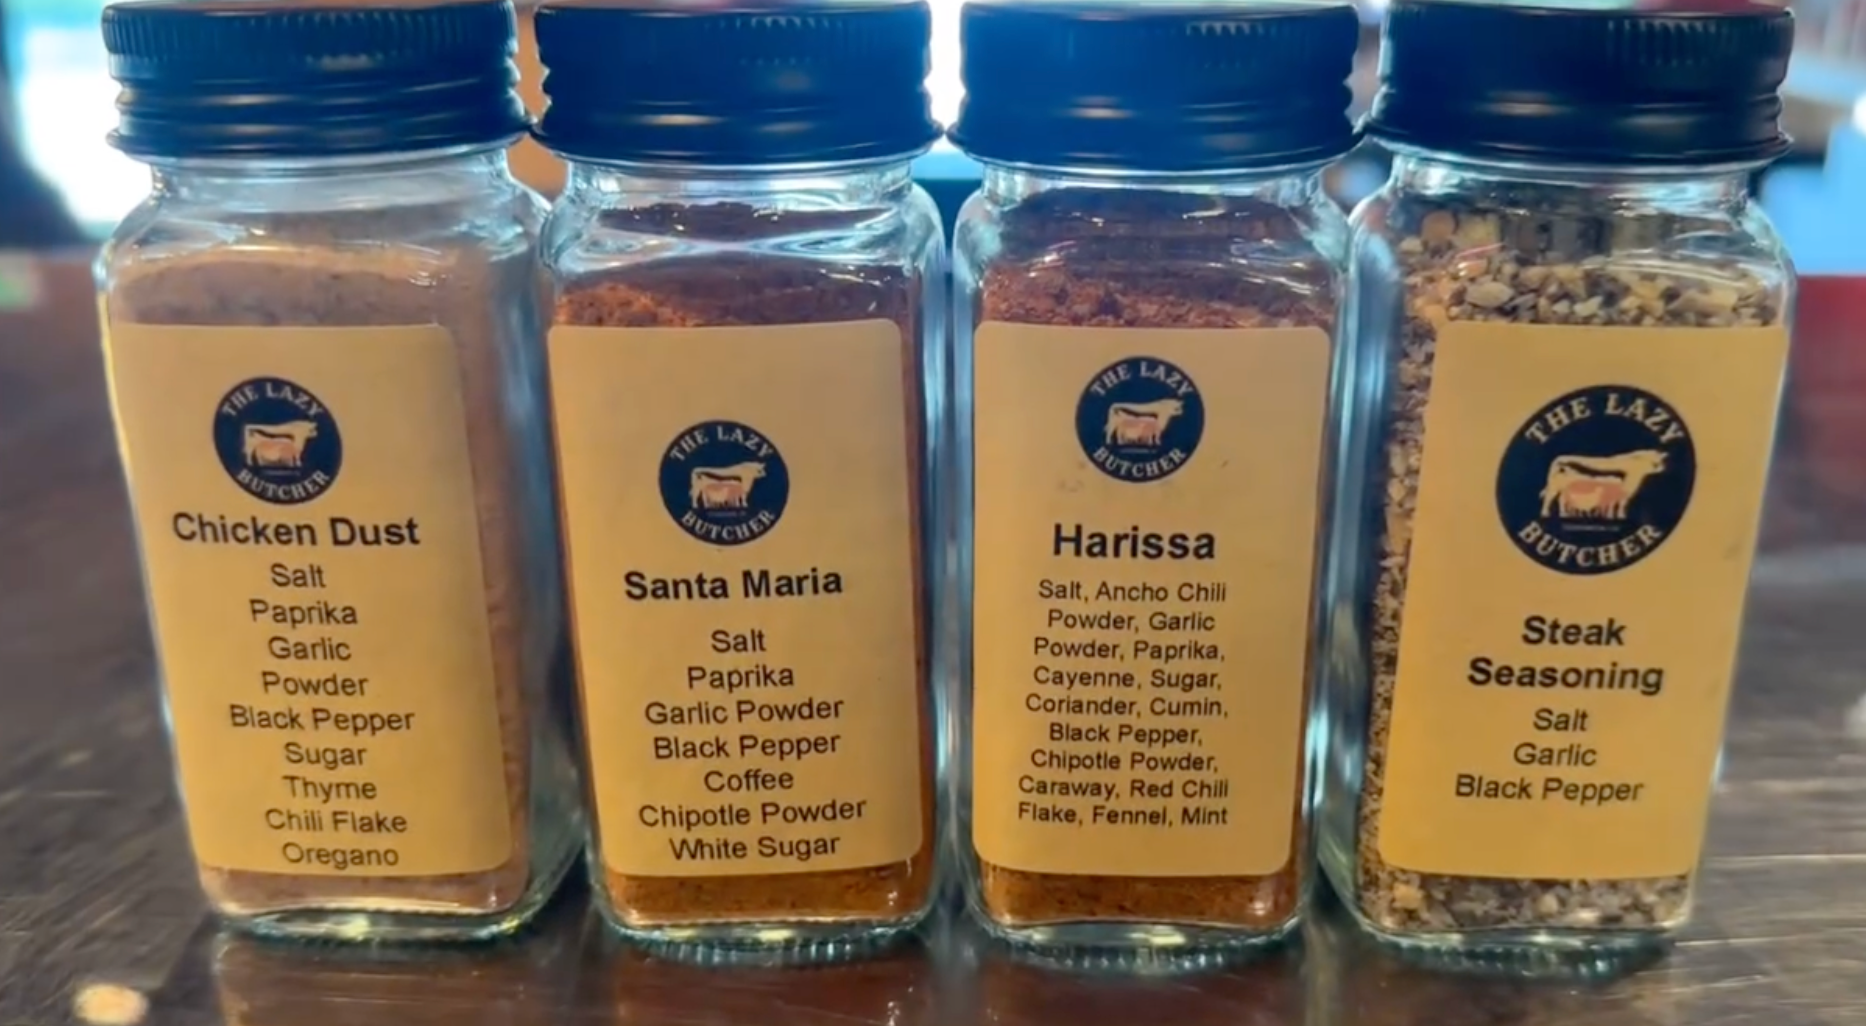 THE LAZY
BUTCHER
Chicken Dust
Salt
Paprika
Garlic
Powder
Black Pepper
Sugar
Thyme
Chili Flake
Oregano
THE LAZY
BUTCHER
Santa Maria
Salt
Paprika
Garlic Powder
Black Pepper
Coffee
Chipotle Powder
White Sugar
THE LAZY
BUTCHER
Harissa
Salt, Ancho Chili
Powder, Garlic
Powder, Paprika,
Cayenne, Sugar,
Coriander, Cumin,
Black Pepper,
Chipotle Powder,
Caraway, Red Chili
Flake, Fennel, Mint
THE LAZY
BUTCHER
Steak
Seasoning
Salt
Garlic
Black Pepper